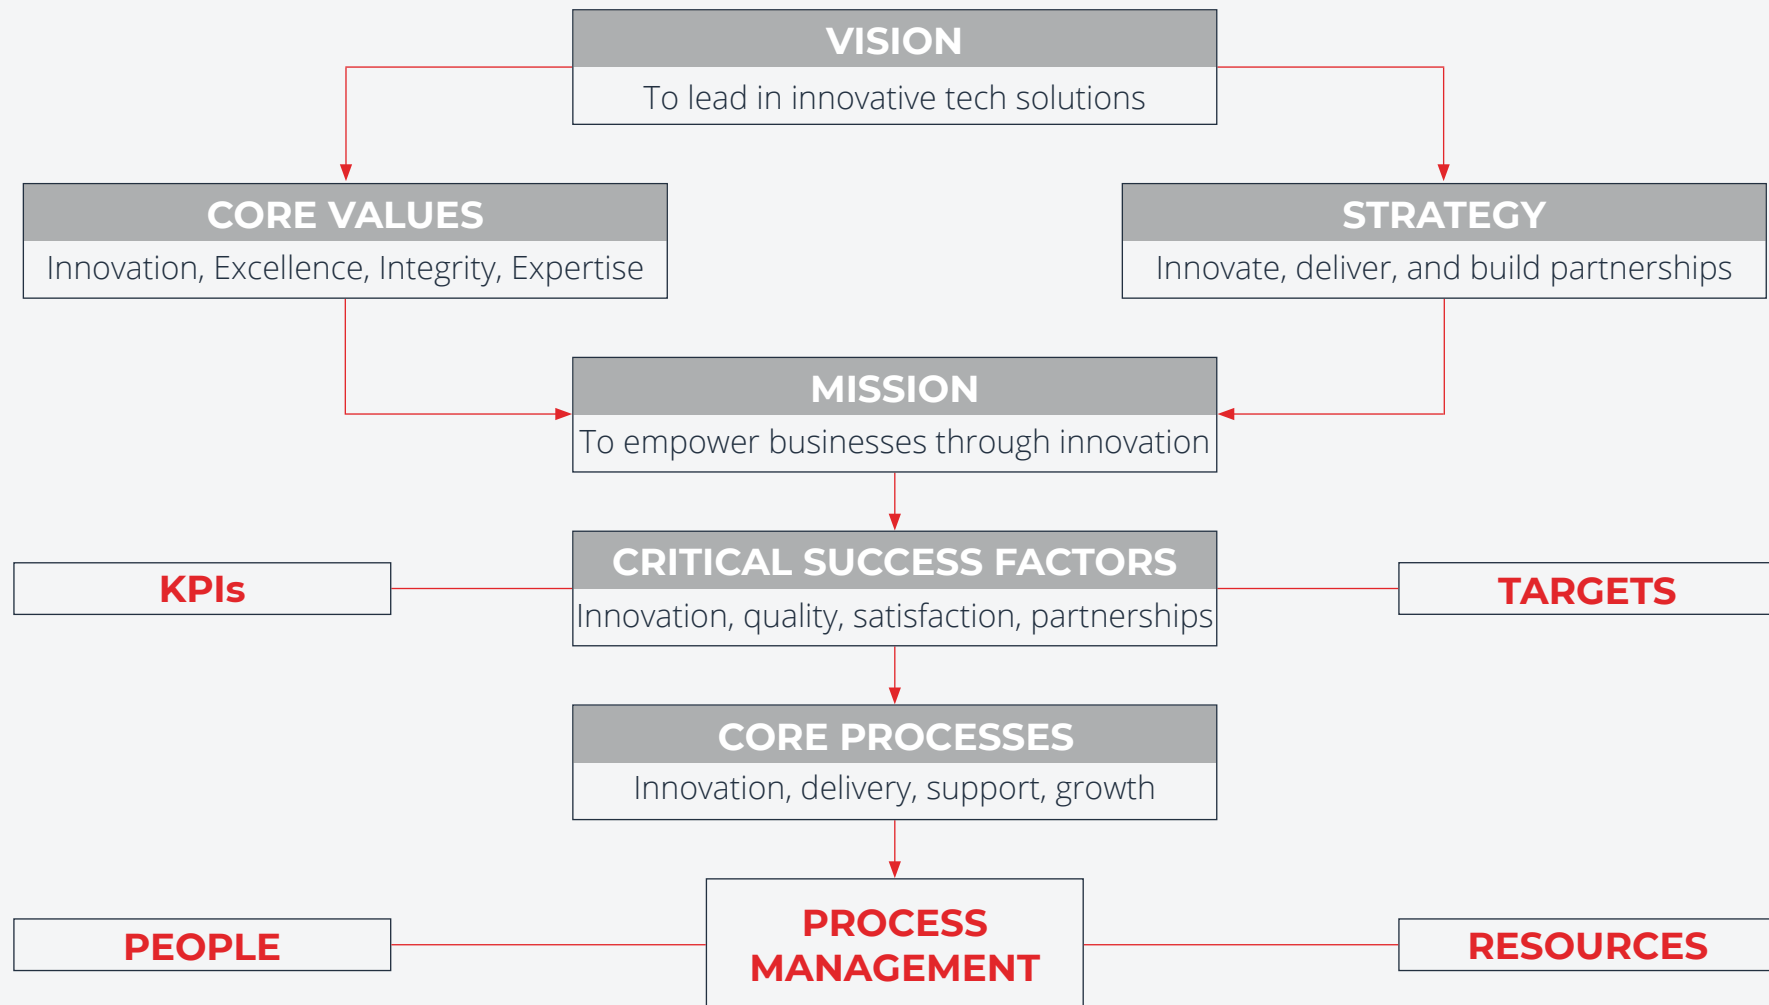 VISION
To lead in innovative tech solutions
CORE VALUES
Innovation, Excellence, Integrity, Expertise
STRATEGY
Innovate, deliver, and build partnerships
MISSION
To empower businesses through innovation
CRITICAL SUCCESS FACTORS
Innovation, quality, satisfaction, partnerships
KPIs
TARGETS
CORE PROCESSES
Innovation, delivery, support, growth
PEOPLE
PROCESS
MANAGEMENT
RESOURCES